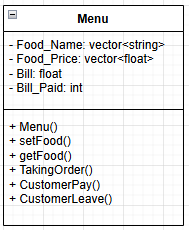 Menu
- Food_Name: vector<string>
- Food_Price: vector<float>
- Bill: float
- Bill_Paid: int
+ Menu()
+ setFood()
+ getFood()
+ TakingOrder()
+ CustomerPay()
+ CustomerLeave()